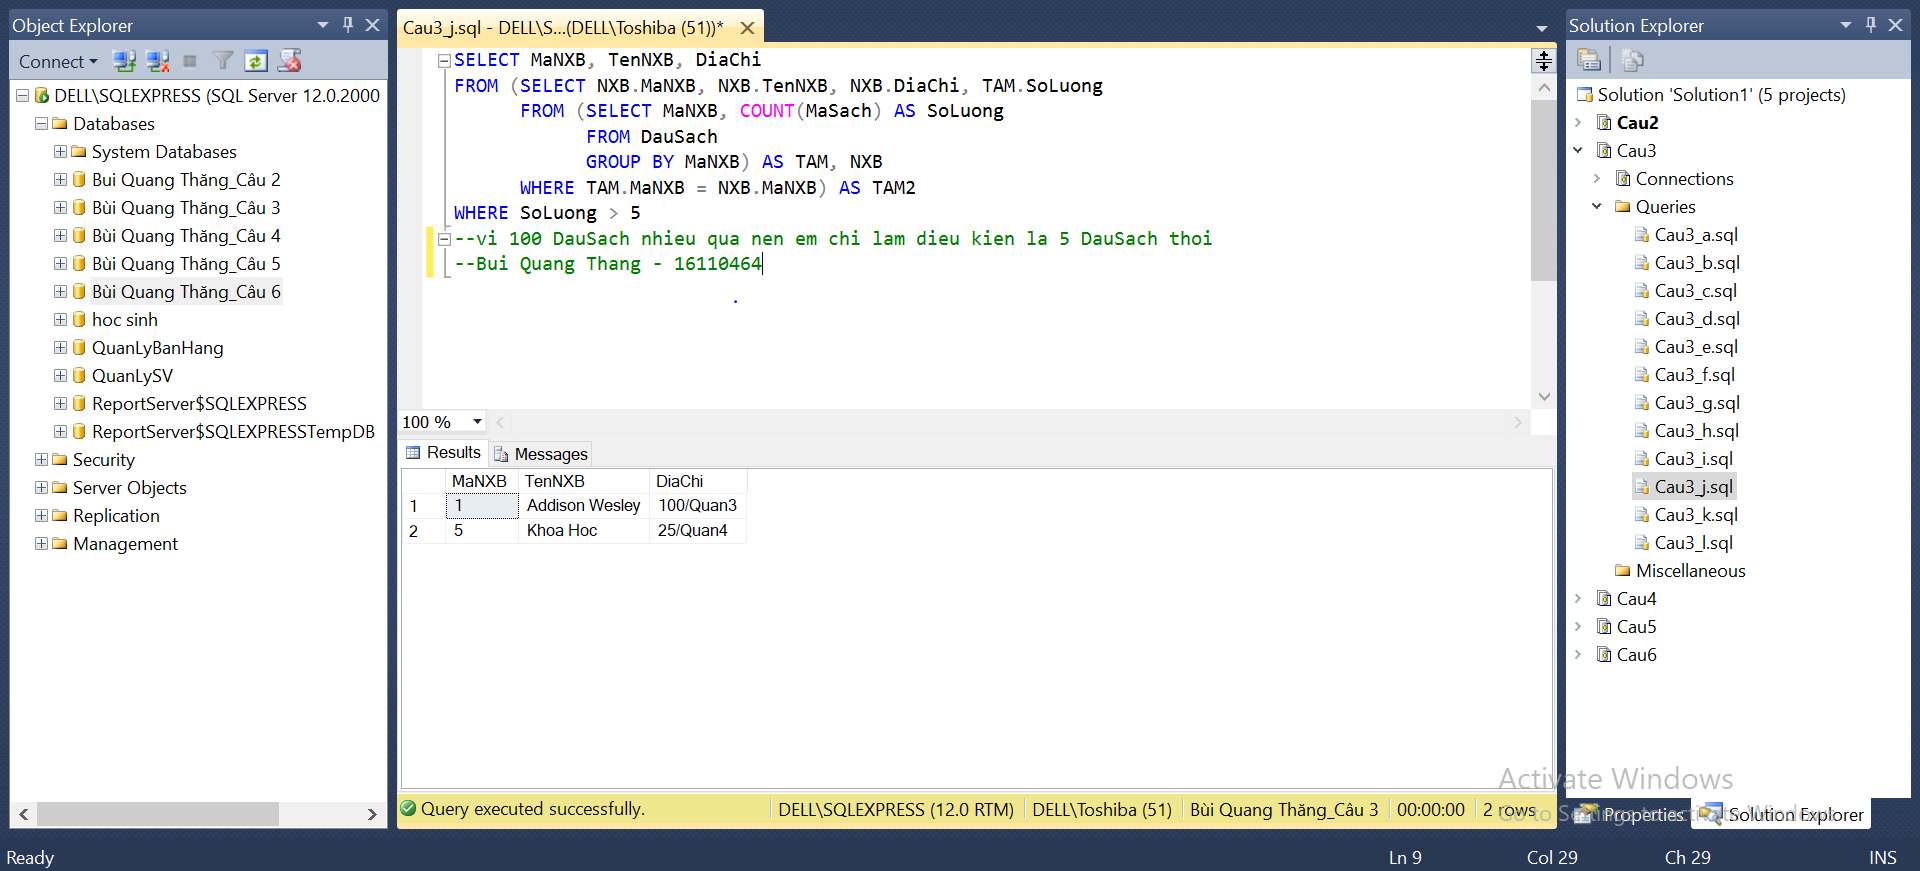 Object Explorer
Connect
DELL\SQLEXPRESS (SQL Server 12.0.2000
Databases
System Databases
Bui Quang Thăng_Câu 2
Bùi Quang Thăng_Câu 3
Bùi Quang Thăng_Câu 4
Bùi Quang Thăng_Câu 5
Bùi Quang Thăng_Câu 6
hoc sinh
QuanLyBanHang
QuanLySV
ReportServer$SQLEXPRESS
ReportServer$SQLEXPRESSTempDB
Security
Server Objects
Replication
Management
Cau3_j.sql - DELL\S...(DELL\Toshiba (51))*
SELECT MaNXB, TenNXB, DiaChi
FROM (SELECT NXB.MaNXB, NXB.TenNXB, NXB.DiaChi, TAM.SoLuong
FROM (SELECT MaNXB, COUNT(MaSach) AS SoLuong
FROM DauSach
GROUP BY MaNXB) AS TAM, NXB
WHERE TAM.MaNXB = NXB.MaNXB) AS TAM2
WHERE SoLuong > 5
--vi 100 DauSach nhieu qua nen em chi lam dieu kien la 5 DauSach thoi
--Bui Quang Thang - 16110464
100 %
Results Messages
MaNXB TenNXB DiaChi
1 1 Addison Wesley 100/Quan3
2 5 Khoa Hoc 25/Quan4
Query executed successfully. DELL\SQLEXPRESS (12.0 RTM) DELL\Toshiba (51) Bùi Quang Thăng_Câu 3 00:00:00 2 rows
Solution Explorer
Solution 'Solution1' (5 projects)
Cau2
Cau3
Connections
Queries
Cau3_a.sql
Cau3_b.sql
Cau3_c.sql
Cau3_d.sql
Cau3_e.sql
Cau3_f.sql
Cau3_g.sql
Cau3_h.sql
Cau3_i.sql
Cau3_j.sql
Cau3_k.sql
Cau3_l.sql
Miscellaneous
Cau4
Cau5
Cau6
Activate Windows
Go to Settings to activate Windows.
Properties Solution Explorer
Ready Ln 9 Col 29 Ch 29 INS